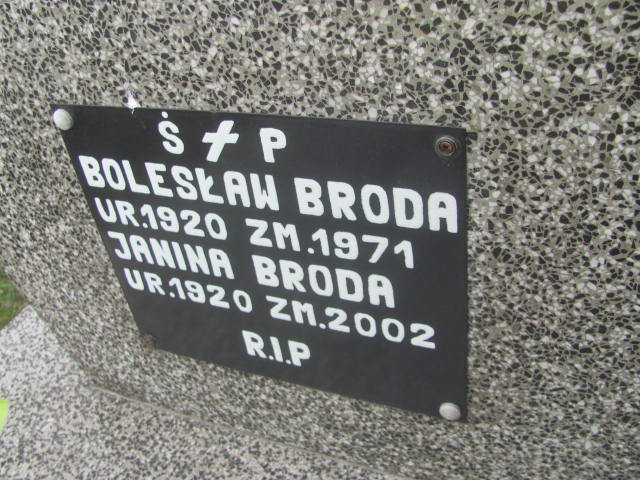 Ś ✝ P
BOLESŁAW BRODA
UR.1920 ZM.1971
JANINA BRODA
UR.1920 ZM.2002
R.I.P